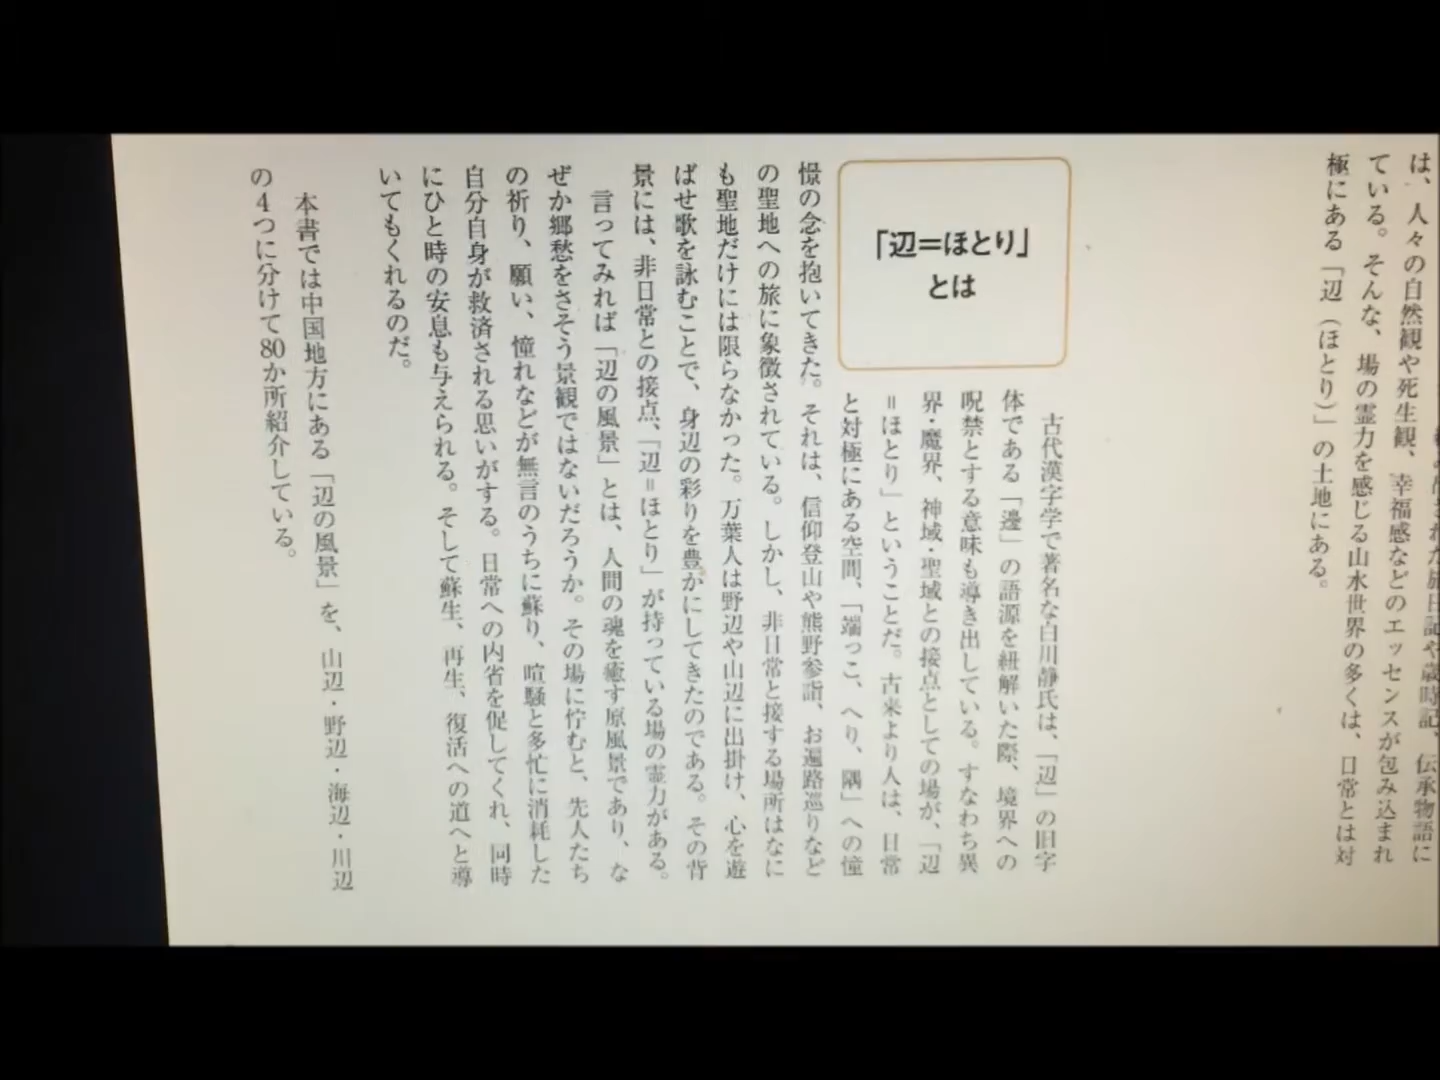 は、人々の自然観や死生観、幸福感などのエッセンスが包み込まれ
ている。そんな、場の霊力を感じる山水世界の多くは、日常とは対
極にある「辺（ほとり）」の土地にある。
「辺＝ほとり」
とは
古代漢字学で著名な白川静氏は、「辺」の旧字
体である「邊」の語源を紐解いた際、境界への
呪禁とする意味も導き出している。すなわち異
界・魔界、神域・聖域との接点としての場が、「辺
＝ほとり」ということだ。古来より人は、日常
と対極にある空間、「端っこ、へり、隅」への憧
憬の念を抱いてきた。それは、信仰登山や熊野参詣、お遍路巡りなど
の聖地への旅に象徴されている。しかし、非日常と接する場所はなに
も聖地だけには限らなかった。万葉人は野辺や山辺に出掛け、心を遊
ばせ歌を詠むことで、身辺の彩りを豊かにしてきたのである。その背
景には、非日常との接点、「辺＝ほとり」が持っている場の霊力がある。
言ってみれば「辺の風景」とは、人間の魂を癒す原風景であり、な
ぜか郷愁をさそう景観ではないだろうか。その場に佇むと、先人たち
の祈り、願い、憧れなどが無言のうちに蘇り、喧騒と多忙に消耗した
自分自身が救済される思いがする。日常への内省を促してくれ、同時
にひと時の安息も与えられる。そして蘇生、再生、復活への道へと導
いてもくれるのだ。
本書では中国地方にある「辺の風景」を、山辺・野辺・海辺・川辺
の4つに分けて80か所紹介している。